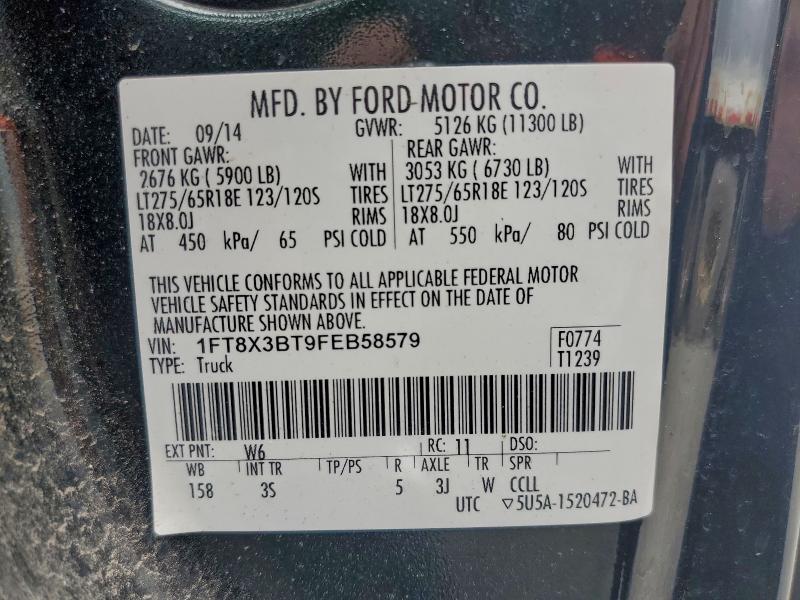 MFD. BY FORD MOTOR CO.
DATE: 09/14 GVWR: 5126 KG (11300 LB)
FRONT GAWR: REAR GAWR:
2676 KG ( 5900 LB) WITH 3053 KG ( 6730 LB) WITH
LT275/65R18E 123/120S TIRES LT275/65R18E 123/120S TIRES
18X8.0J RIMS 18X8.0J RIMS
AT 450 kPa/ 65 PSI COLD AT 550 kPa/ 80 PSI COLD
THIS VEHICLE CONFORMS TO ALL APPLICABLE FEDERAL MOTOR
VEHICLE SAFETY STANDARDS IN EFFECT ON THE DATE OF
MANUFACTURE SHOWN ABOVE.
VIN: 1FT8X3BT9FEB58579 F0774
TYPE: Truck T1239
EXT PNT: W6 RC: 11 DSO:
WB INT TR TP/PS R AXLE TR SPR
158 3S 5 3J W CCLL
UTC ▽5U5A-1520472-BA